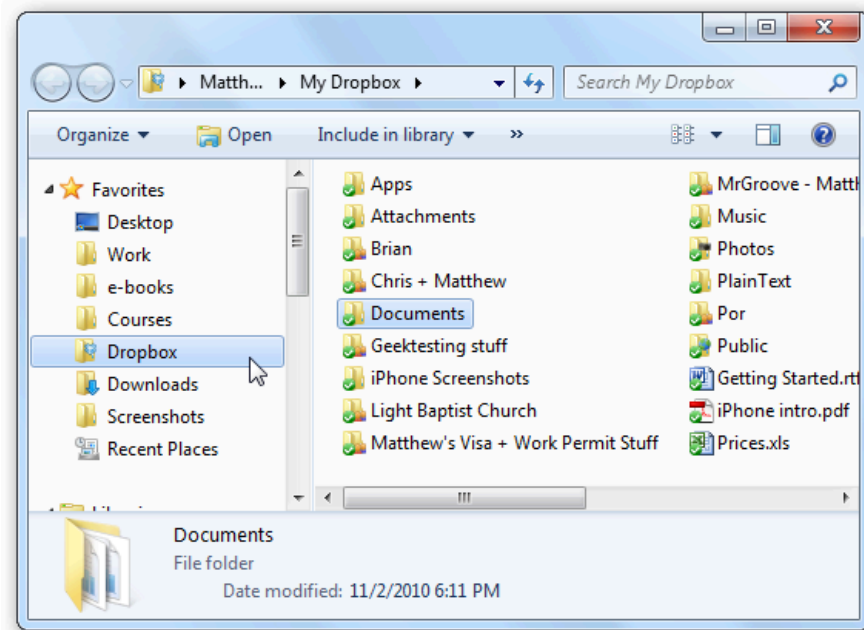 Matth... My Dropbox
Search My Dropbox
Organize Open Include in library »
Favorites
Desktop
Work
e-books
Courses
Dropbox
Downloads
Screenshots
Recent Places
Apps
Attachments
Brian
Chris + Matthew
Documents
Geektesting stuff
iPhone Screenshots
Light Baptist Church
Matthew's Visa + Work Permit Stuff
MrGroove - Matth
Music
Photos
PlainText
Por
Public
Getting Started.rtf
iPhone intro.pdf
Prices.xls
Documents
File folder
Date modified: 11/2/2010 6:11 PM